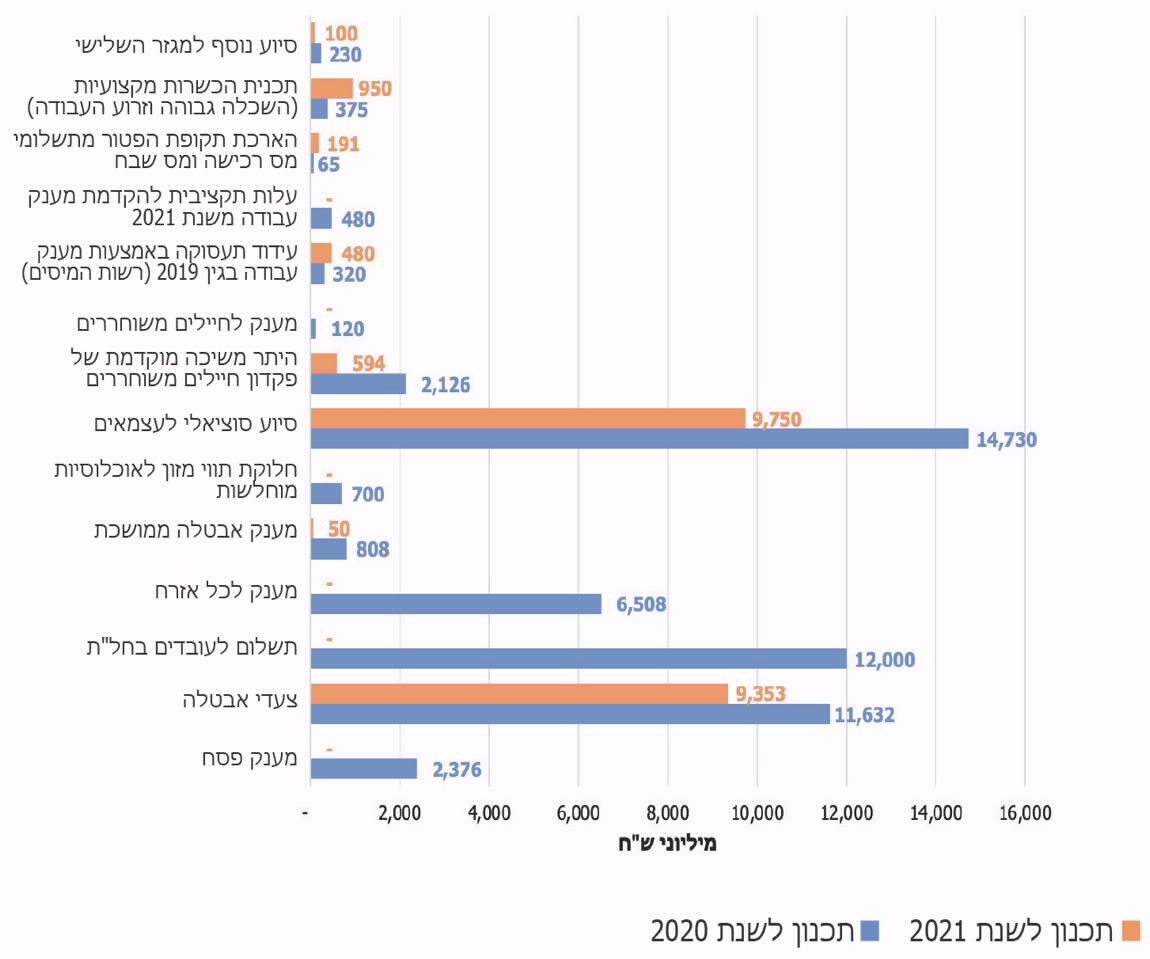 סיוע נוסף למגזר השלישי
100
230
תכנית הכשרות מקצועיות
(השכלה גבוהה וזרוע העבודה)
950
375
הארכת תקופת הפטור מתשלומי
מס רכישה ומס שבח
191
65
עלות תקציבית להקדמת מענק
עבודה משנת 2021
-
480
עידוד תעסוקה באמצעות מענק
עבודה בגין 2019 (רשות המיסים)
480
320
מענק לחיילים משוחררים
-
120
היתר משיכה מוקדמת של
פקדון חיילים משוחררים
594
2,126
סיוע סוציאלי לעצמאים
9,750
14,730
חלוקת תווי מזון לאוכלוסיות
מוחלשות
-
700
מענק אבטלה ממושכת
50
808
מענק לכל אזרח
-
6,508
תשלום לעובדים בחל"ת
-
12,000
צעדי אבטלה
9,353
11,632
מענק פסח
-
2,376
- 2,000 4,000 6,000 8,000 10,000 12,000 14,000 16,000
מיליוני ש"ח
תכנון לשנת 2021
תכנון לשנת 2020